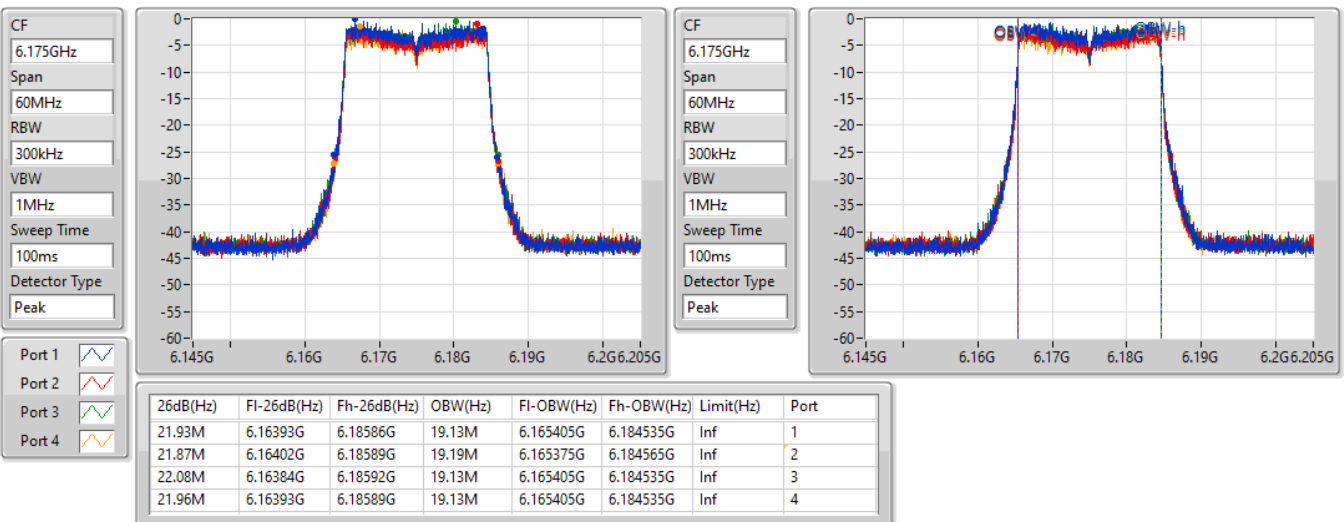 CF
6.175GHz
Span
60MHz
RBW
300kHz
VBW
1MHz
Sweep Time
100ms
Detector Type
Peak
Port 1
Port 2
Port 3
Port 4
0
-5
-10
-15
-20
-25
-30
-35
-40
-45
-50
-55
-60
6.145G 6.16G 6.17G 6.18G 6.19G 6.2G 6.205G
CF
6.175GHz
Span
60MHz
RBW
300kHz
VBW
1MHz
Sweep Time
100ms
Detector Type
Peak
0
-5
-10
-15
-20
-25
-30
-35
-40
-45
-50
-55
-60
OBW-h
6.145G 6.16G 6.17G 6.18G 6.19G 6.2G 6.205G
26dB(Hz) Fl-26dB(Hz) Fh-26dB(Hz) OBW(Hz) Fl-OBW(Hz) Fh-OBW(Hz) Limit(Hz) Port
21.93M 6.16393G 6.18586G 19.13M 6.165405G 6.184535G Inf 1
21.87M 6.16402G 6.18589G 19.19M 6.165375G 6.184565G Inf 2
22.08M 6.16384G 6.18592G 19.13M 6.165405G 6.184535G Inf 3
21.96M 6.16393G 6.18589G 19.13M 6.165405G 6.184535G Inf 4